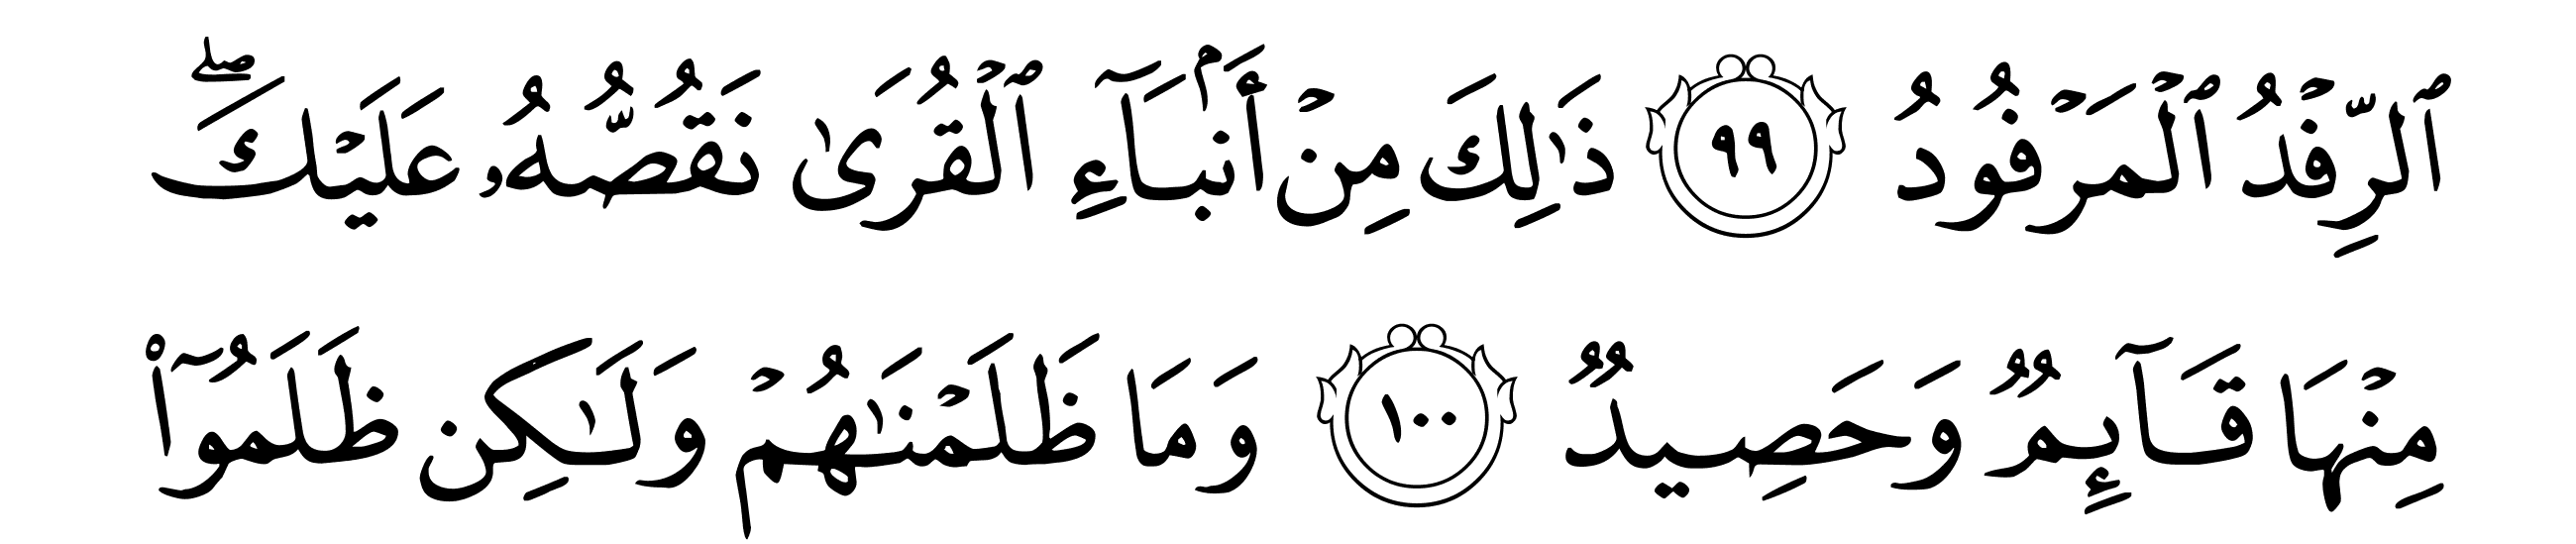 ٱلرِّفۡدُ ٱلۡمَرۡفُودُ ٩٩ ذَٰلِكَ مِنۡ أَنۢبَآءِ ٱلۡقُرَىٰ نَقُصُّهُۥ عَلَيۡكَۖ
مِنۡهَا قَآئِمٞ وَحَصِيدٞ ١٠٠ وَمَا ظَلَمۡنَٰهُمۡ وَلَٰكِن ظَلَمُوٓاْ